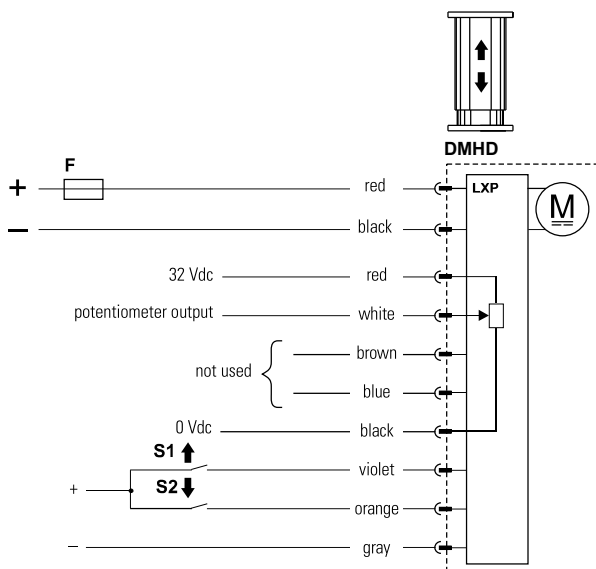 DMHD
F
+
red
LXP
M
–
black
32 Vdc
red
potentiometer output
white
not used
brown
blue
0 Vdc
black
S1
violet
S2
+
orange
–
gray